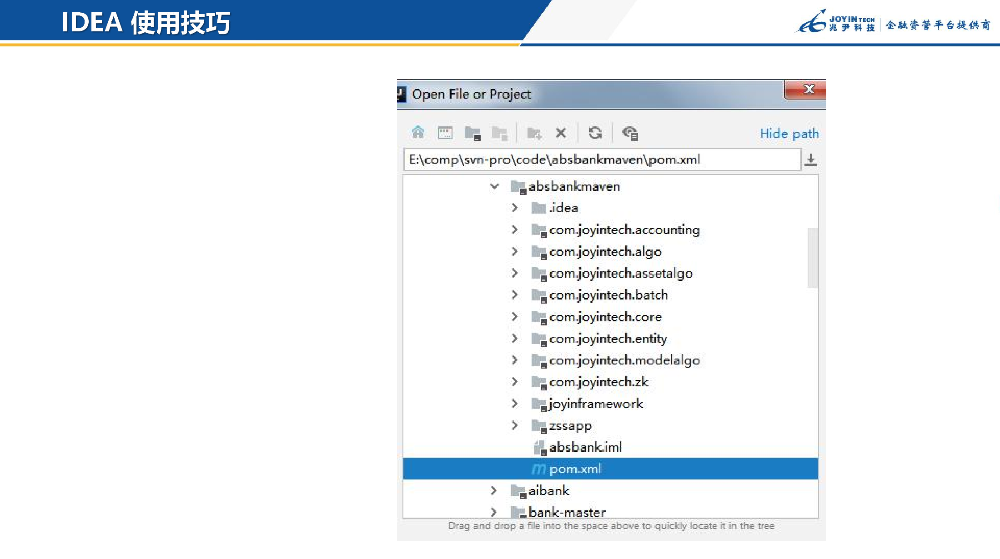 IDEA 使用技巧
JOYINTECH
兆尹科技
金融资管平台提供商
Open File or Project
Hide path
E:\comp\svn-pro\code\absbankmaven\pom.xml
absbankmaven
.idea
com.joyintech.accounting
com.joyintech.algo
com.joyintech.assetalgo
com.joyintech.batch
com.joyintech.core
com.joyintech.entity
com.joyintech.modelalgo
com.joyintech.zk
joyinframework
zssapp
absbank.iml
pom.xml
aibank
bank-master
Drag and drop a file into the space above to quickly locate it in the tree